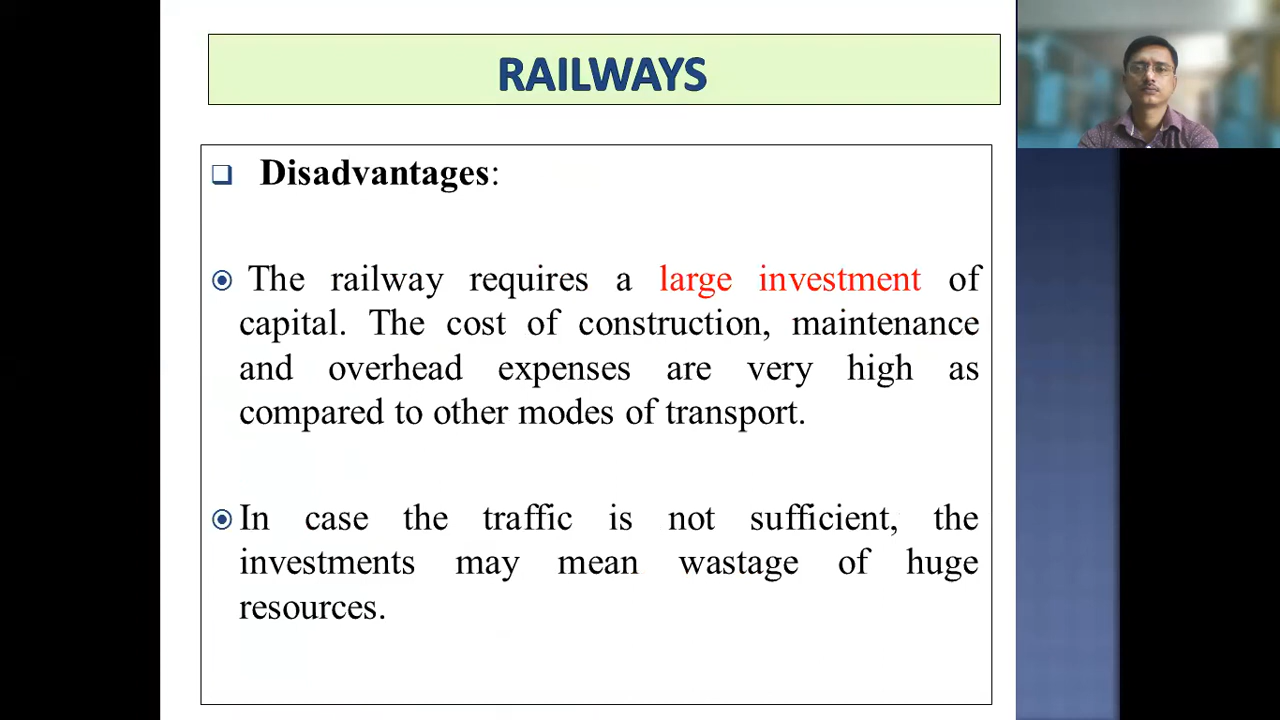 RAILWAYS
Disadvantages:
The railway requires a large investment of
capital. The cost of construction, maintenance
and overhead expenses are very high as
compared to other modes of transport.
In case the traffic is not sufficient, the
investments may mean wastage of huge
resources.